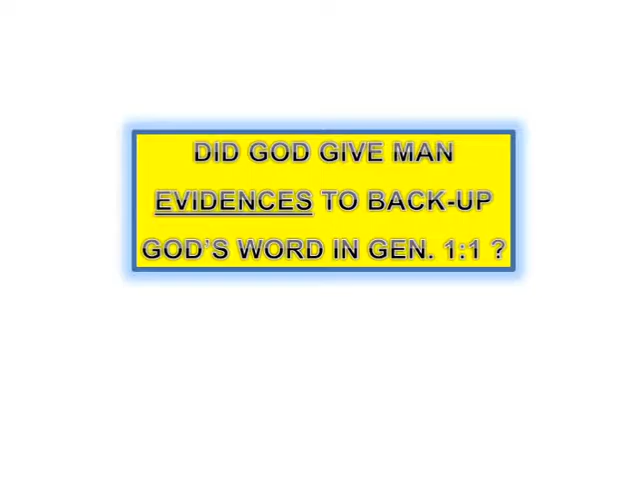 DID GOD GIVE MAN
EVIDENCES TO BACK-UP
GOD’S WORD IN GEN. 1:1 ?